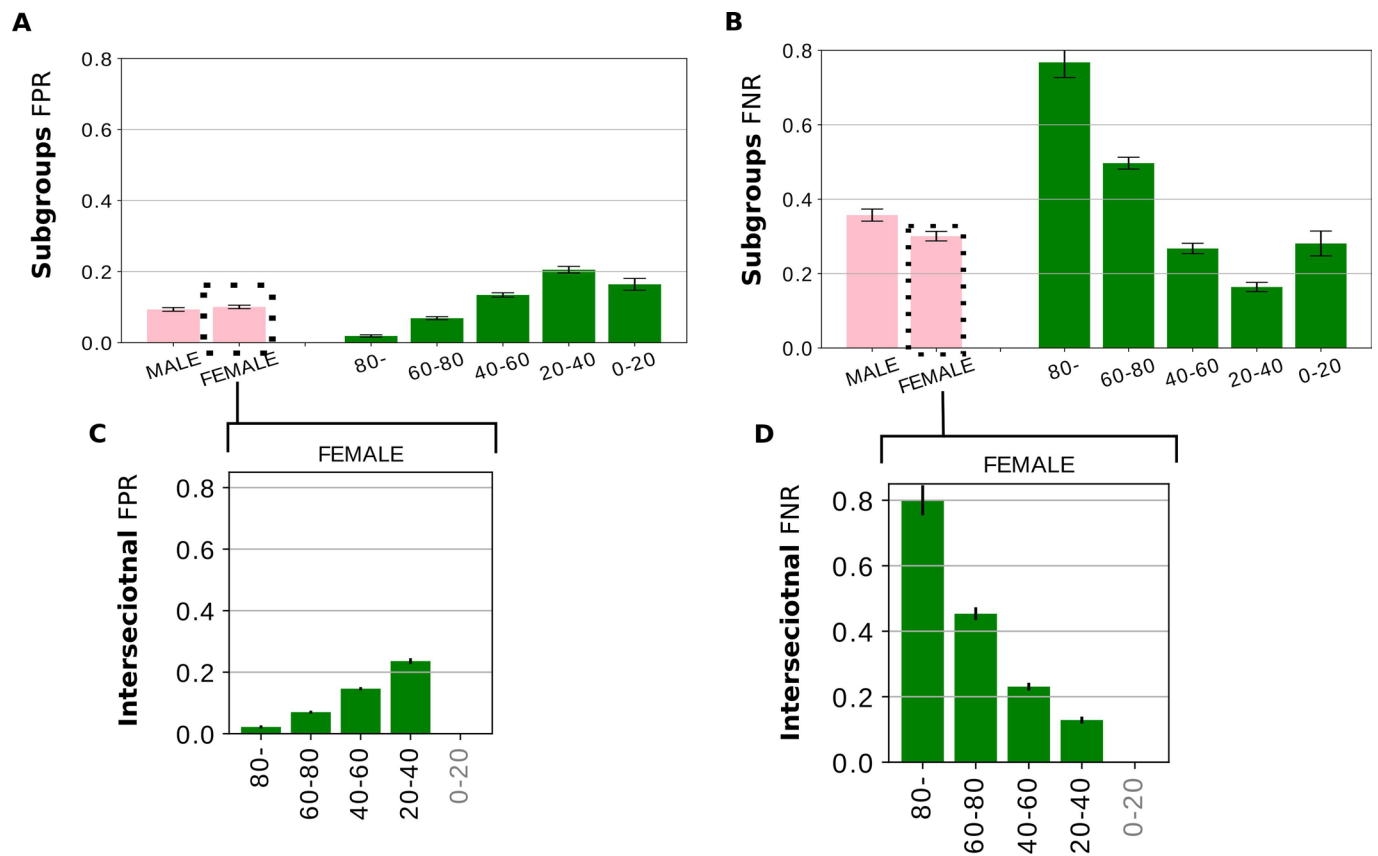 A
Subgroups FPR
0.8
0.6
0.4
0.2
0.0
MALE FEMALE 80- 60-80 40-60 20-40 0-20
B
Subgroups FNR
0.8
0.6
0.4
0.2
0.0
MALE FEMALE 80- 60-80 40-60 20-40 0-20
C
FEMALE
Interseciotnal FPR
0.8
0.6
0.4
0.2
0.0
80- 60-80 40-60 20-40 0-20
D
FEMALE
Interseciotnal FNR
0.8
0.6
0.4
0.2
0.0
80- 60-80 40-60 20-40 0-20